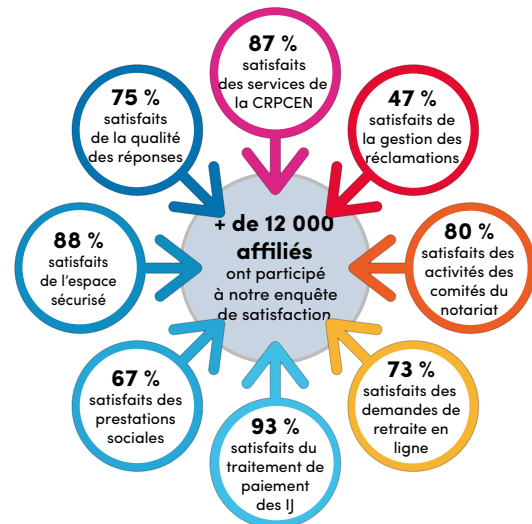 87 %
satisfaits
des services de
la CRPCEN
47 %
satisfaits de
la gestion des
réclamations
80 %
satisfaits des
activités des
comités du
notariat
73 %
satisfaits des
demandes de
retraite en
ligne
93 %
satisfaits du
traitement de
paiement
des IJ
67 %
satisfaits des
prestations
sociales
88 %
satisfaits
de l'espace
sécurisé
75 %
satisfaits
de la qualité
des réponses
+ de 12 000
affiliés
ont participé
à notre enquête
de satisfaction